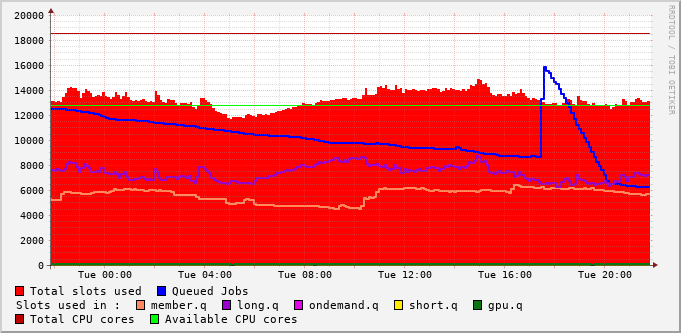 20000
18000
16000
14000
12000
10000
8000
6000
4000
2000
0
Tue 00:00 Tue 04:00 Tue 08:00 Tue 12:00 Tue 16:00 Tue 20:00
Total slots used Queued Jobs
Slots used in : member.q long.q ondemand.q short.q gpu.q
Total CPU cores Available CPU cores
RRDTOOL / TOBI OETIKER